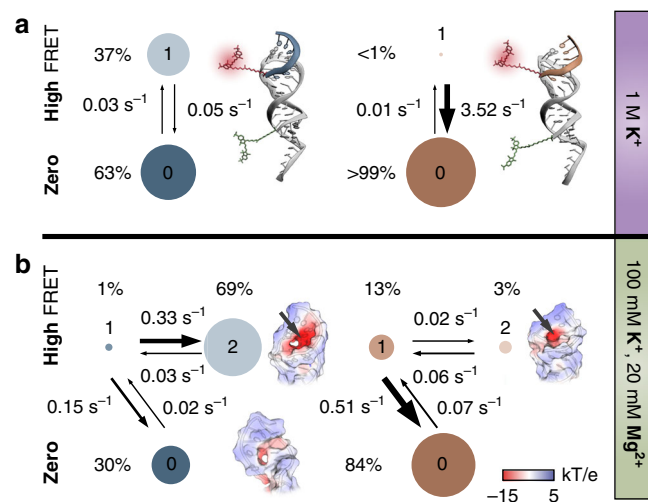 a
High FRET
Zero
37%
1
0.03 s⁻¹
0.05 s⁻¹
63%
0
<1%
1
0.01 s⁻¹
3.52 s⁻¹
>99%
0
1 M K⁺
b
High FRET
Zero
1%
69%
1
0.33 s⁻¹
2
0.03 s⁻¹
0.15 s⁻¹
0.02 s⁻¹
30%
0
13%
3%
1
0.02 s⁻¹
2
0.06 s⁻¹
0.51 s⁻¹
0.07 s⁻¹
84%
0
kT/e
−15
5
100 mM K⁺, 20 mM Mg²⁺